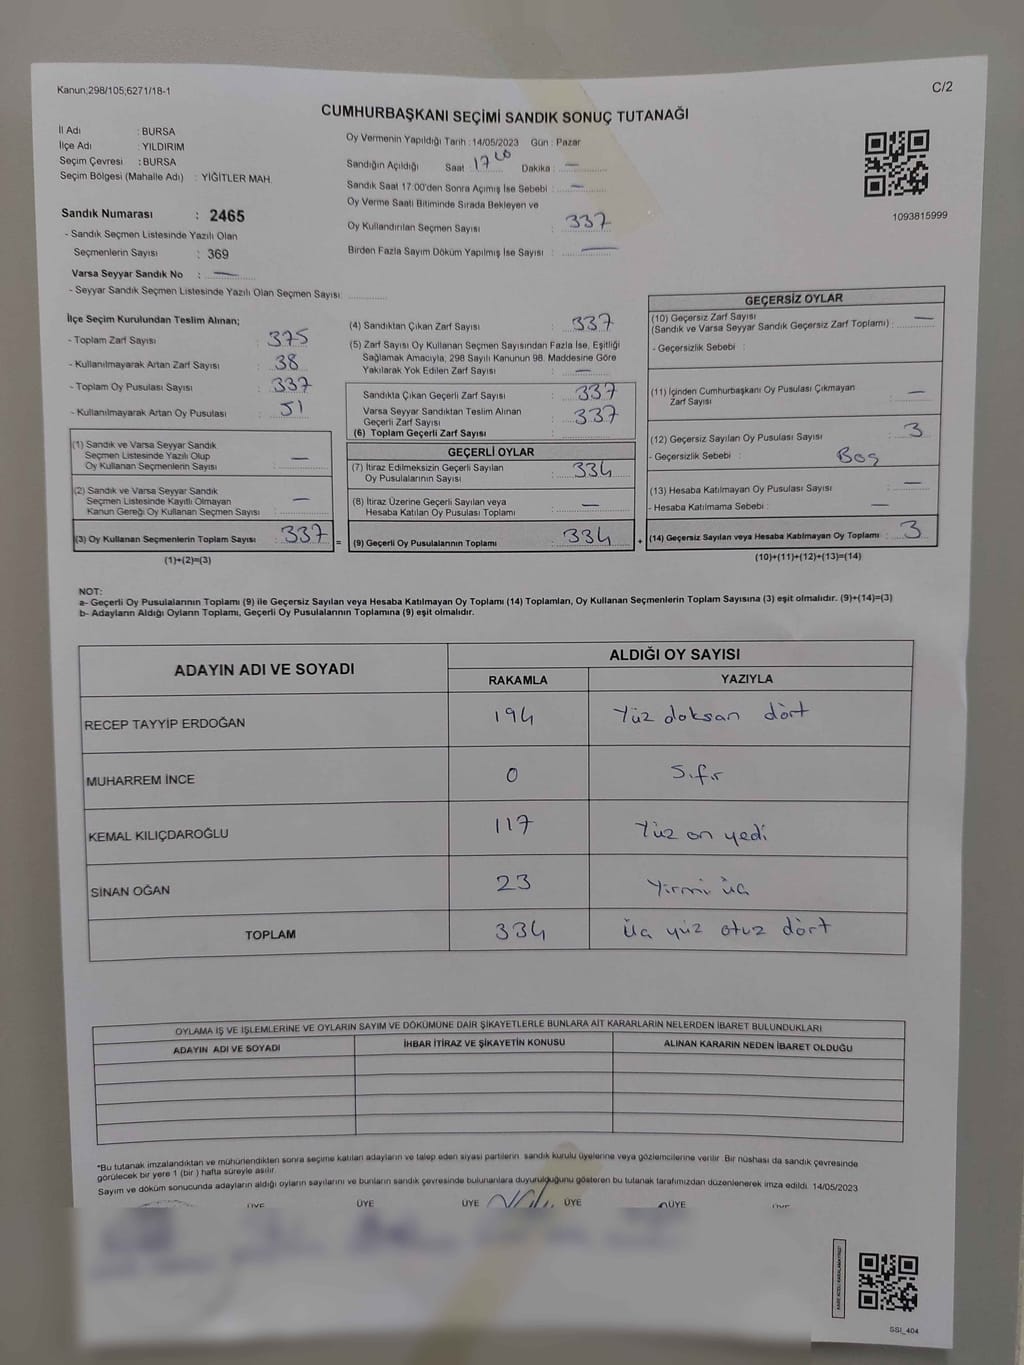 Kanun;298/105;6271/18-1
C/2
CUMHURBAŞKANI SEÇİMİ SANDIK SONUÇ TUTANAĞI
İl Adı : BURSA
İlçe Adı : YILDIRIM
Seçim Çevresi : BURSA
Seçim Bölgesi (Mahalle Adı) : YİĞİTLER MAH.
Sandık Numarası : 2465
- Sandık Seçmen Listesinde Yazılı Olan
Seçmenlerin Sayısı : 369
Varsa Seyyar Sandık No : —
- Seyyar Sandık Seçmen Listesinde Yazılı Olan Seçmen Sayısı:
Oy Vermenin Yapıldığı Tarih : 14/05/2023 Gün : Pazar
Sandığın Açıldığı Saat : 17 00 Dakika : —
Sandık Saat 17:00'den Sonra Açımış İse Sebebi : —
Oy Verme Saati Bitiminde Sırada Bekleyen ve
Oy Kullandırılan Seçmen Sayısı : 337
Birden Fazla Sayım Döküm Yapılmış İse Sayısı : —
1093815999
İlçe Seçim Kurulundan Teslim Alınan;
- Toplam Zarf Sayısı : 375
- Kullanılmayarak Artan Zarf Sayısı : 38
- Toplam Oy Pusulası Sayısı : 337
- Kullanılmayarak Artan Oy Pusulası : 51
(1) Sandık ve Varsa Seyyar Sandık
Seçmen Listesinde Yazılı Olup
Oy Kullanan Seçmenlerin Sayısı : —
(2) Sandık ve Varsa Seyyar Sandık
Seçmen Listesinde Kayıtlı Olmayan
Kanun Gereği Oy Kullanan Seçmen Sayısı : —
(3) Oy Kullanan Seçmenlerin Toplam Sayısı : 337 =
(1)+(2)=(3)
(4) Sandıktan Çıkan Zarf Sayısı : 337
(5) Zarf Sayısı Oy Kullanan Seçmen Sayısından Fazla İse, Eşitliği
Sağlamak Amacıyla; 298 Sayılı Kanunun 98. Maddesine Göre
Yakılarak Yok Edilen Zarf Sayısı : —
Sandıkta Çıkan Geçerli Zarf Sayısı : 337
Varsa Seyyar Sandıktan Teslim Alınan
Geçerli Zarf Sayısı : 337
(6) Toplam Geçerli Zarf Sayısı :
GEÇERLİ OYLAR
(7) İtiraz Edilmeksizin Geçerli Sayılan
Oy Pusulalarının Sayısı : 334
(8) İtiraz Üzerine Geçerli Sayılan veya
Hesaba Katılan Oy Pusulası Toplamı : —
(9) Geçerli Oy Pusulalarının Toplamı : 334 +
GEÇERSİZ OYLAR
(10) Geçersiz Zarf Sayısı
(Sandık ve Varsa Seyyar Sandık Geçersiz Zarf Toplamı) : —
- Geçersizlik Sebebi :
(11) İçinden Cumhurbaşkanı Oy Pusulası Çıkmayan
Zarf Sayısı : —
(12) Geçersiz Sayılan Oy Pusulası Sayısı : 3
- Geçersizlik Sebebi : Boş
(13) Hesaba Katılmayan Oy Pusulası Sayısı : —
- Hesaba Katılmama Sebebi : —
(14) Geçersiz Sayılan veya Hesaba Katılmayan Oy Toplamı : 3
(10)+(11)+(12)+(13)=(14)
NOT:
a- Geçerli Oy Pusulalarının Toplamı (9) ile Geçersiz Sayılan veya Hesaba Katılmayan Oy Toplamı (14) Toplamları, Oy Kullanan Seçmenlerin Toplam Sayısına (3) eşit olmalıdır. (9)+(14)=(3)
b- Adayların Aldığı Oyların Toplamı, Geçerli Oy Pusulalarının Toplamına (9) eşit olmalıdır.
ADAYIN ADI VE SOYADI
ALDIĞI OY SAYISI
RAKAMLA YAZIYLA
RECEP TAYYİP ERDOĞAN 194 Yüz doksan dört
MUHARREM İNCE 0 Sıfır
KEMAL KILIÇDAROĞLU 117 Yüz on yedi
SİNAN OĞAN 23 Yirmi üç
TOPLAM 334 üç yüz otuz dört
OYLAMA İŞ VE İŞLEMLERİNE VE OYLARIN SAYIM VE DÖKÜMÜNE DAİR ŞİKAYETLERLE BUNLARA AİT KARARLARIN NELERDEN İBARET BULUNDUKLARI
ADAYIN ADI VE SOYADI İHBAR İTİRAZ VE ŞİKAYETİN KONUSU ALINAN KARARIN NEDEN İBARET OLDUĞU
*Bu tutanak imzalandıktan ve mühürlendikten sonra seçime katılan adayların ve talep eden siyasi partilerin sandık kurulu üyelerine veya gözlemcilerine verilir. Bir nüshası da sandık çevresinde
görülecek bir yere 1 (bir) hafta süreyle asılır.
Sayım ve döküm sonucunda adayların aldığı oyların sayılarını ve bunların sandık çevresinde bulunanlara duyurulduğunu gösteren bu tutanak tarafımızdan düzenlenerek imza edildi. 14/05/2023
ÜYE ÜYE ÜYE ÜYE ÜYE ÜYE
SSI_404